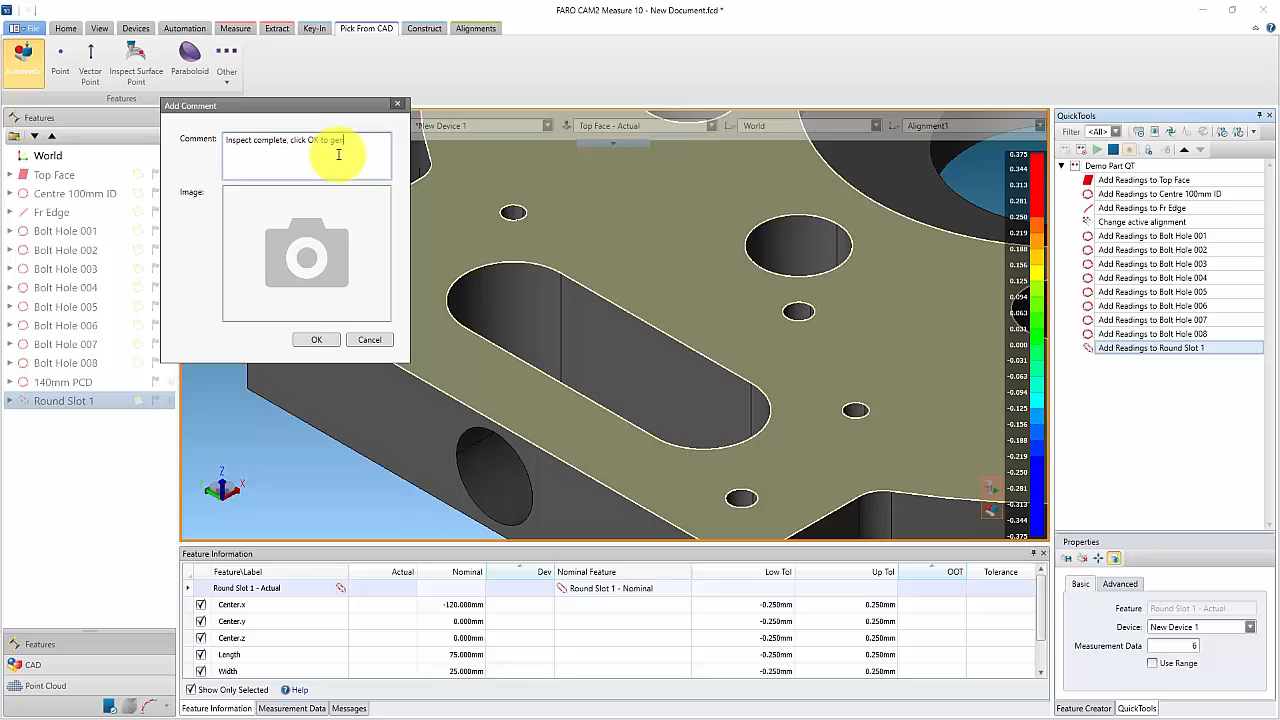 FARO CAM2 Measure 10 - New Document.fcd *
File Home View Devices Automation Measure Extract Key-In Pick From CAD Construct Alignments
Automatic
Point
Vector Point
Inspect Surface Point
Paraboloid
Other
Features
Features
World
Top Face
Centre 100mm ID
Fr Edge
Bolt Hole 001
Bolt Hole 002
Bolt Hole 003
Bolt Hole 004
Bolt Hole 005
Bolt Hole 006
Bolt Hole 007
Bolt Hole 008
140mm PCD
Round Slot 1
Features
CAD
Point Cloud
Add Comment
Comment: Inspect complete, click OK to gen
Image:
OK Cancel
New Device 1 Top Face - Actual World Alignment1
0.375
0.344
0.313
0.281
0.250
0.219
0.188
0.156
0.125
0.094
0.063
0.031
0.000
-0.031
-0.063
-0.094
-0.125
-0.156
-0.188
-0.219
-0.250
-0.281
-0.313
-0.344
-0.375
Z
X
Feature Information
Feature\Label Actual Nominal Dev Nominal Feature Low Tol Up Tol OOT Tolerance
Round Slot 1 - Actual Round Slot 1 - Nominal
Center.x -120.000mm -0.250mm 0.250mm
Center.y 0.000mm -0.250mm 0.250mm
Center.z 0.000mm -0.250mm 0.250mm
Length 75.000mm -0.250mm 0.250mm
Width 25.000mm -0.250mm 0.250mm
Show Only Selected Help
Feature Information Measurement Data Messages
QuickTools
Filter <All>
Demo Part QT
Add Readings to Top Face
Add Readings to Centre 100mm ID
Add Readings to Fr Edge
Change active alignment
Add Readings to Bolt Hole 001
Add Readings to Bolt Hole 002
Add Readings to Bolt Hole 003
Add Readings to Bolt Hole 004
Add Readings to Bolt Hole 005
Add Readings to Bolt Hole 006
Add Readings to Bolt Hole 007
Add Readings to Bolt Hole 008
Add Readings to Round Slot 1
Properties
Basic Advanced
Feature Round Slot 1 - Actual
Device: New Device 1
Measurement Data 6
Use Range
Feature Creator QuickTools